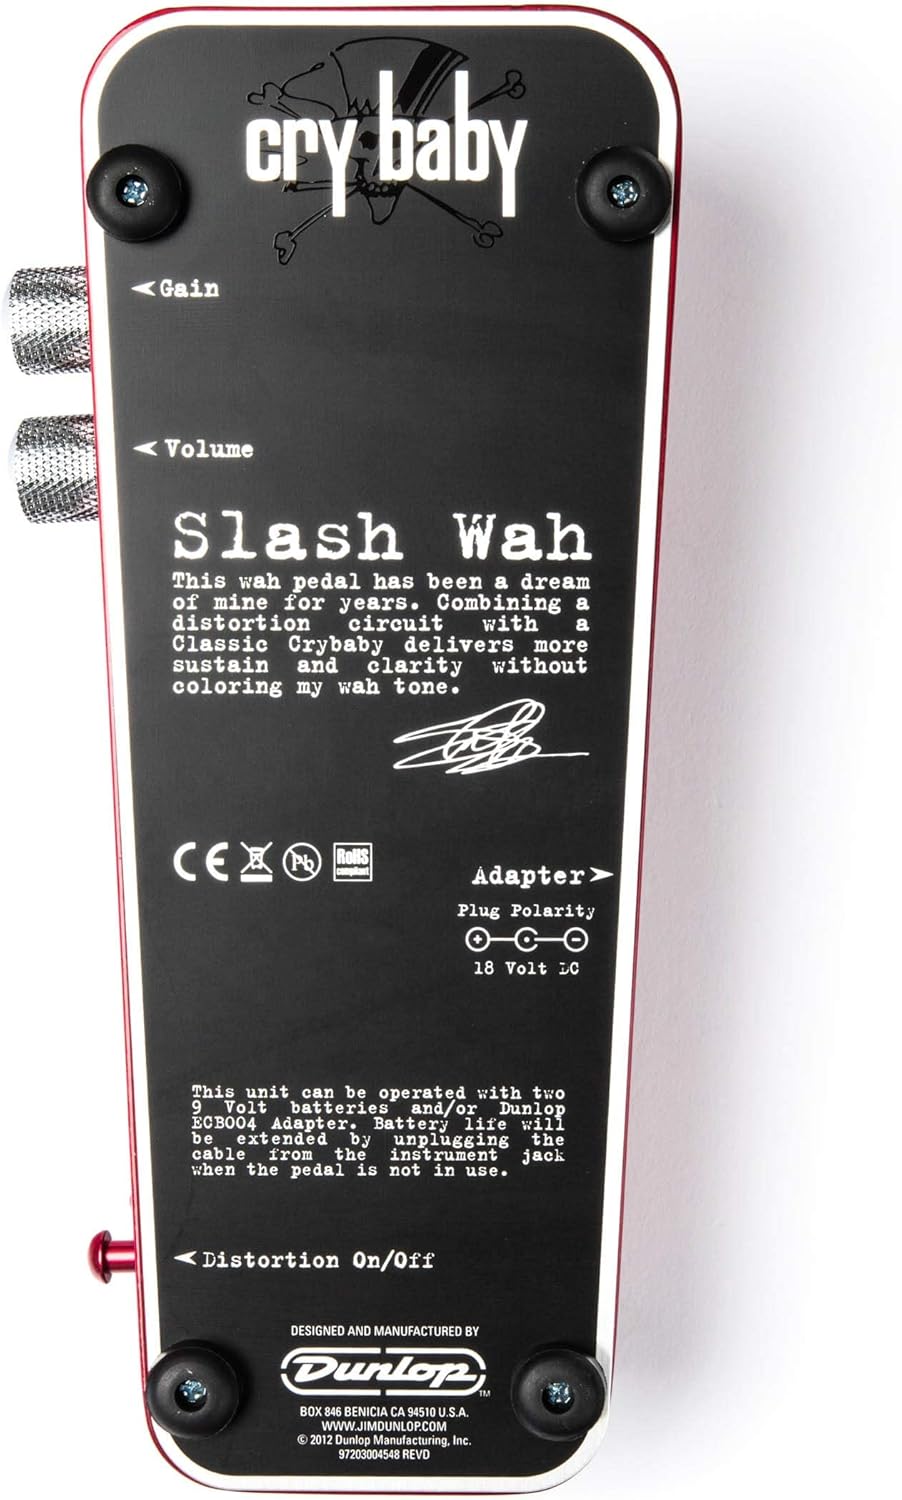 cry baby
Gain
Volume
Slash Wah
This wah pedal has been a dream
of mine for years. Combining a
distortion circuit with a
Classic Crybaby delivers more
sustain and clarity without
coloring my wah tone.
CE
Pb
RoHS
compliant
Adapter
Plug Polarity
+ -
18 Volt DC
This unit can be operated with two
9 Volt batteries and/or Dunlop
ECB004 Adapter. Battery life will
be extended by unplugging the
cable from the instrument jack
when the pedal is not in use.
Distortion On/Off
DESIGNED AND MANUFACTURED BY
Dunlop™
BOX 846 BENICIA CA 94510 U.S.A.
WWW.JIMDUNLOP.COM
© 2012 Dunlop Manufacturing, Inc.
97203004548 REVD